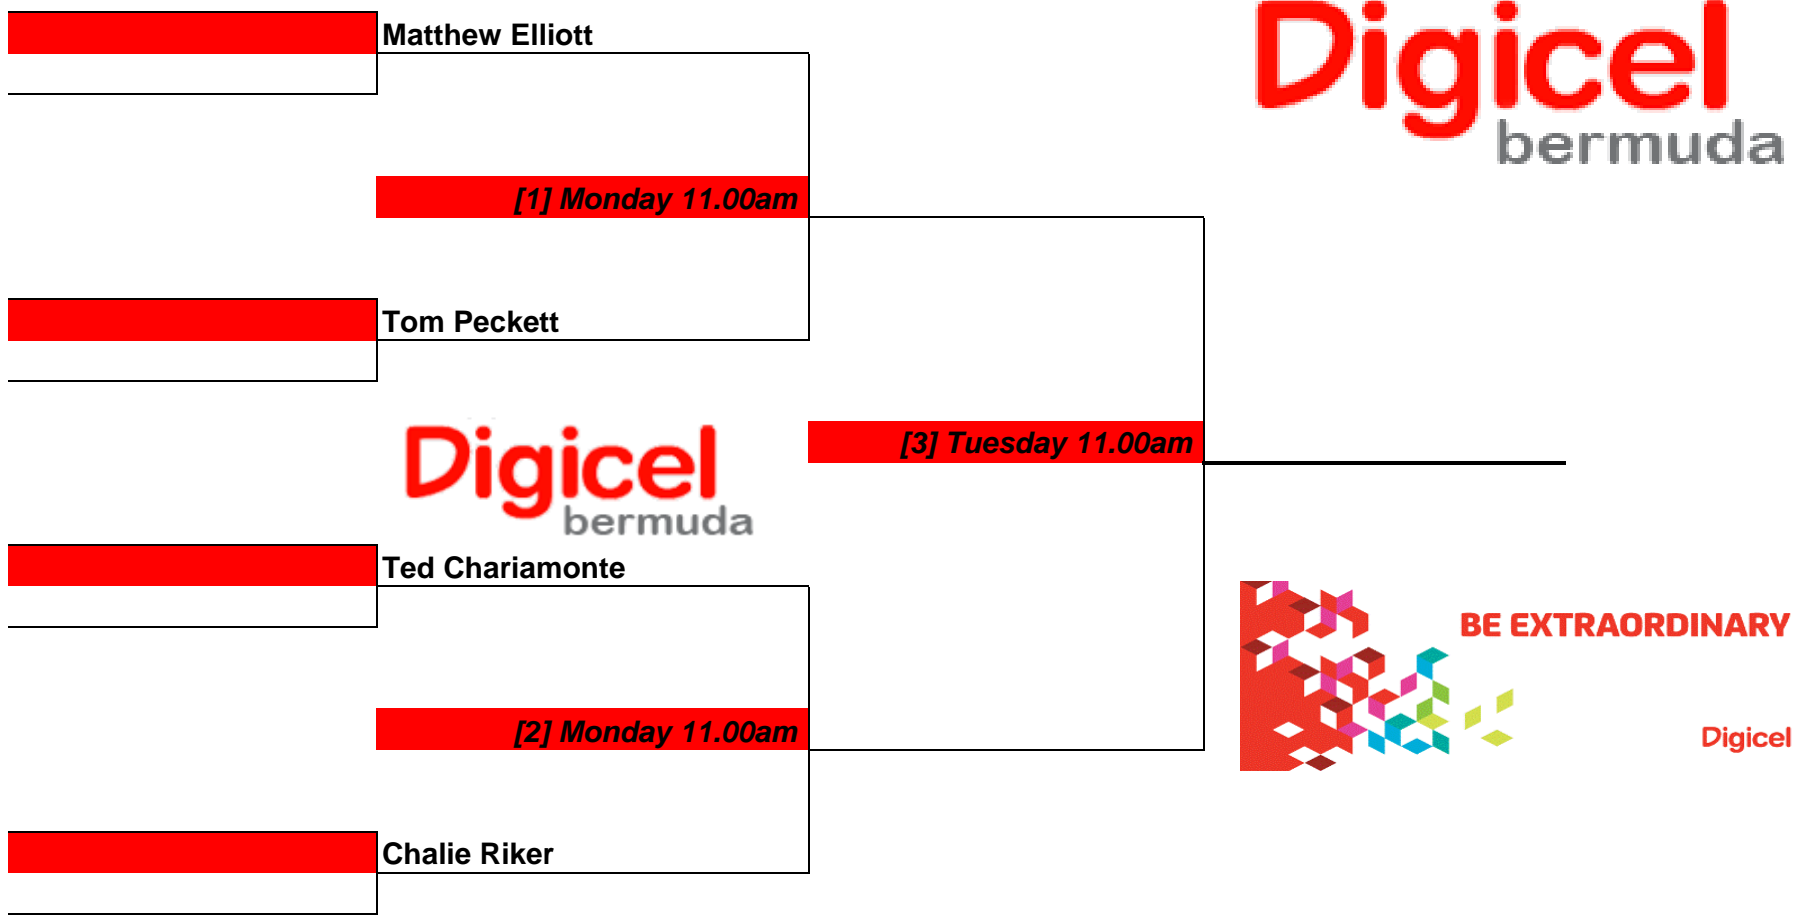 Matthew Elliott
Digicel
bermuda
[1] Monday 11.00am
Tom Peckett
Digicel
bermuda
[3] Tuesday 11.00am
Ted Chariamonte
BE EXTRAORDINARY
[2] Monday 11.00am
Digicel
Chalie Riker